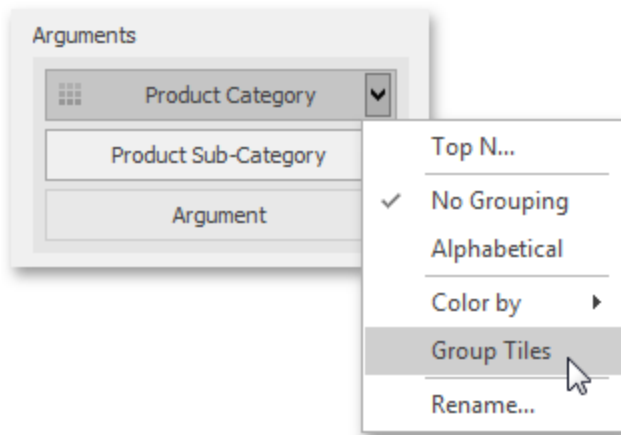 Arguments
Product Category
Product Sub-Category
Argument
Top N...
No Grouping
Alphabetical
Color by
Group Tiles
Rename...